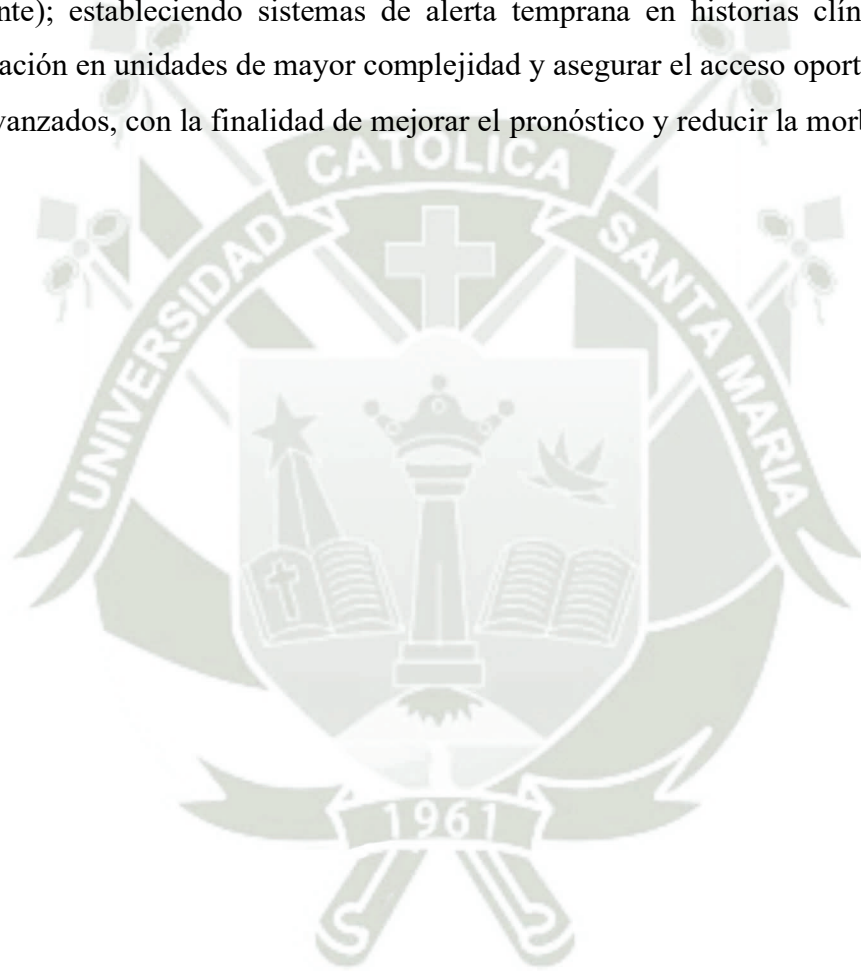 nte); estableciendo sistemas de alerta temprana en historias clín
ación en unidades de mayor complejidad y asegurar el acceso oport
vanzados, con la finalidad de mejorar el pronóstico y reducir la morb
CATOLICA
UNIVERSIDAD
SANTA MARIA
1961